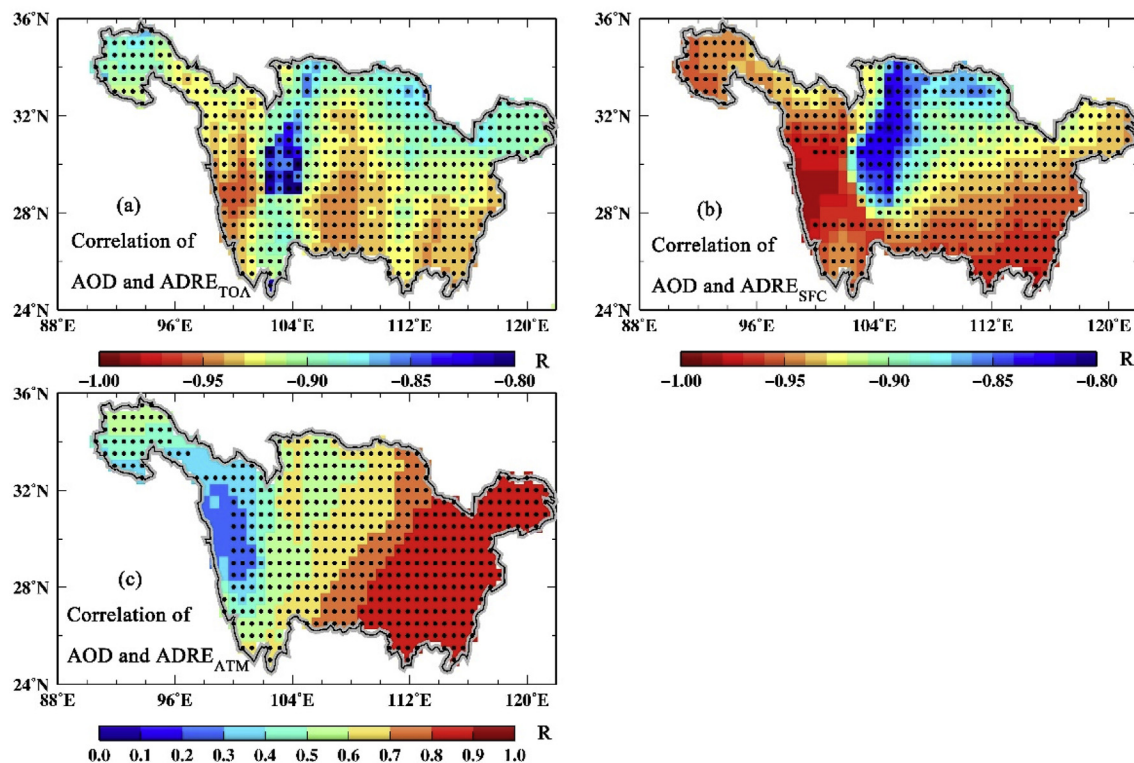 36°N
32°N
28°N
24°N
(a)
Correlation of
AOD and ADRE_TOA
88°E 96°E 104°E 112°E 120°E
R
−1.00 −0.95 −0.90 −0.85 −0.80
36°N
32°N
28°N
24°N
(b)
Correlation of
AOD and ADRE_SFC
88°E 96°E 104°E 112°E 120°E
R
−1.00 −0.95 −0.90 −0.85 −0.80
36°N
32°N
28°N
24°N
(c)
Correlation of
AOD and ADRE_ATM
88°E 96°E 104°E 112°E 120°E
R
0.0 0.1 0.2 0.3 0.4 0.5 0.6 0.7 0.8 0.9 1.0